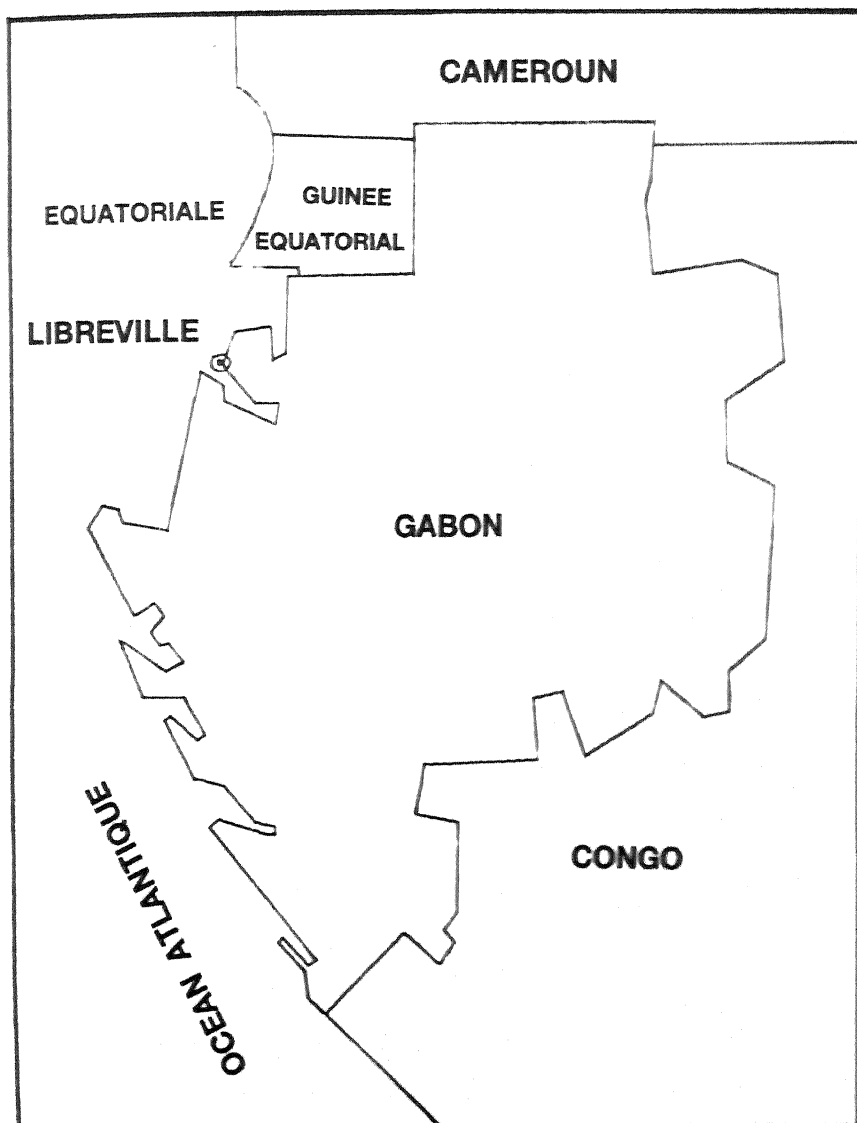 CAMEROUN
GUINEE
EQUATORIALE
EQUATORIAL
LIBREVILLE
GABON
OCEAN ATLANTIQUE
CONGO